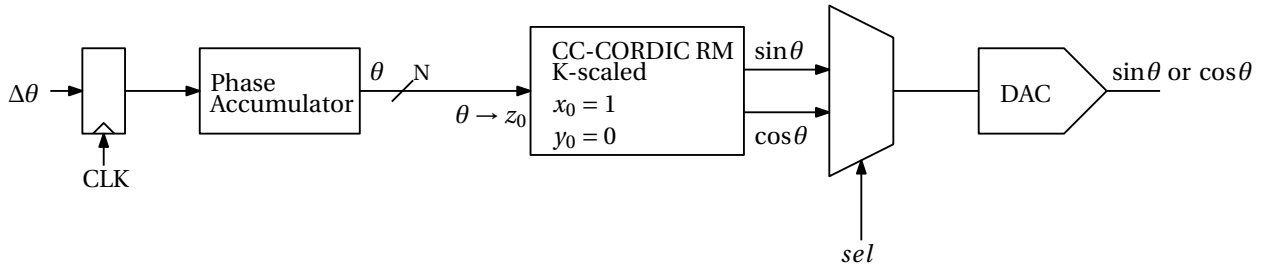 Δθ
CLK
Phase
Accumulator
θ
N
θ → z₀
CC-CORDIC RM
K-scaled
x₀ = 1
y₀ = 0
sinθ
cosθ
sel
DAC
sinθ or cosθ